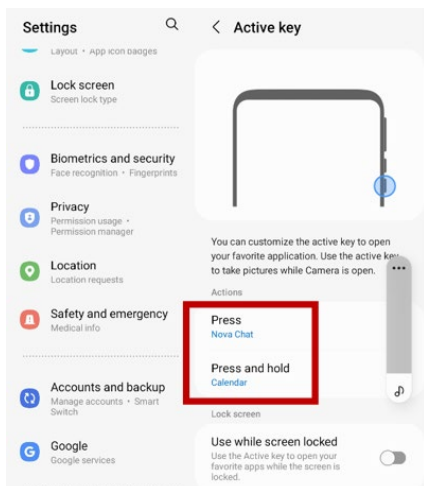 Settings
Layout • App icon badges
Lock screen
Screen lock type
Biometrics and security
Face recognition • Fingerprints
Privacy
Permission usage •
Permission manager
Location
Location requests
Safety and emergency
Medical info
Accounts and backup
Manage accounts • Smart
Switch
Google
Google services
Active key
You can customize the active key to open
your favorite application. Use the active key
to take pictures while Camera is open.
Actions
Press
Nova Chat
Press and hold
Calendar
Lock screen
Use while screen locked
Use the Active key to open your
favorite apps while the screen is
locked.